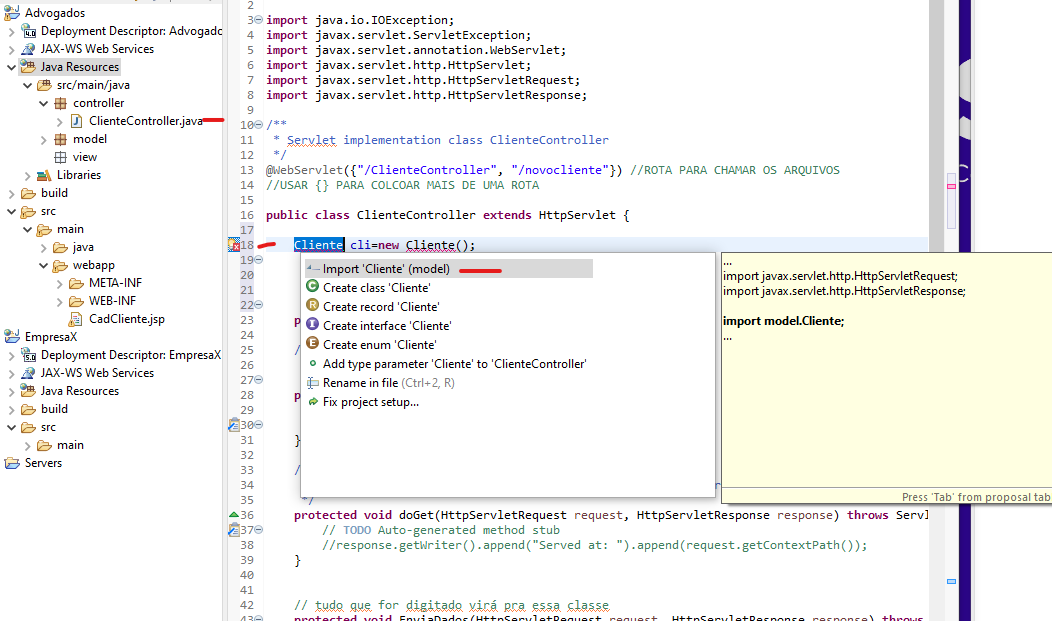 Advogados
Deployment Descriptor: Advogado
JAX-WS Web Services
Java Resources
src/main/java
controller
ClienteController.java
model
view
Libraries
build
src
main
java
webapp
META-INF
WEB-INF
CadCliente.jsp
EmpresaX
Deployment Descriptor: EmpresaX
JAX-WS Web Services
Java Resources
build
src
main
Servers
2
3 import java.io.IOException;
4 import javax.servlet.ServletException;
5 import javax.servlet.annotation.WebServlet;
6 import javax.servlet.http.HttpServlet;
7 import javax.servlet.http.HttpServletRequest;
8 import javax.servlet.http.HttpServletResponse;
9
10 /**
11 * Servlet implementation class ClienteController
12 */
13 @WebServlet({"/ClienteController", "/novocliente"}) //ROTA PARA CHAMAR OS ARQUIVOS
14 //USAR {} PARA COLCOAR MAIS DE UMA ROTA
15
16 public class ClienteController extends HttpServlet {
17
18 Cliente cli=new Cliente();
19
20
21
22
23 p
24 /
25
26
27
28 p
29
30
31 }
32
33 /
34
35 */
36 protected void doGet(HttpServletRequest request, HttpServletResponse response) throws Servl
37 // TODO Auto-generated method stub
38 //response.getWriter().append("Served at: ").append(request.getContextPath());
39 }
40
41
42 // tudo que for digitado virá pra essa classe
43 protected void EnviaDados(HttpServletRequest request, HttpServletResponse response) throws
Import 'Cliente' (model)
Create class 'Cliente'
Create record 'Cliente'
Create interface 'Cliente'
Create enum 'Cliente'
Add type parameter 'Cliente' to 'ClienteController'
Rename in file (Ctrl+2, R)
Fix project setup...
...
import javax.servlet.http.HttpServletRequest;
import javax.servlet.http.HttpServletResponse;
import model.Cliente;
...
Press 'Tab' from proposal tab